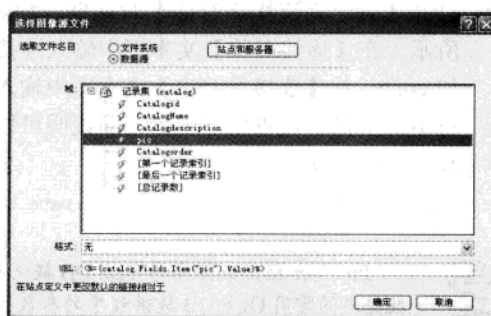 选择图像源文件
选取文件名自
文件系统
数据源
站点和服务器...
域:
记录集 (catalog)
Catalogid
CatalogName
Catalogdescription
pic
Catalogorder
[第一个记录索引]
[最后一个记录索引]
[总记录数]
格式: 无
URL: <%=(catalog.Fields.Item("pic").Value)%>
在站点定义中更改默认的链接相对于
确定
取消